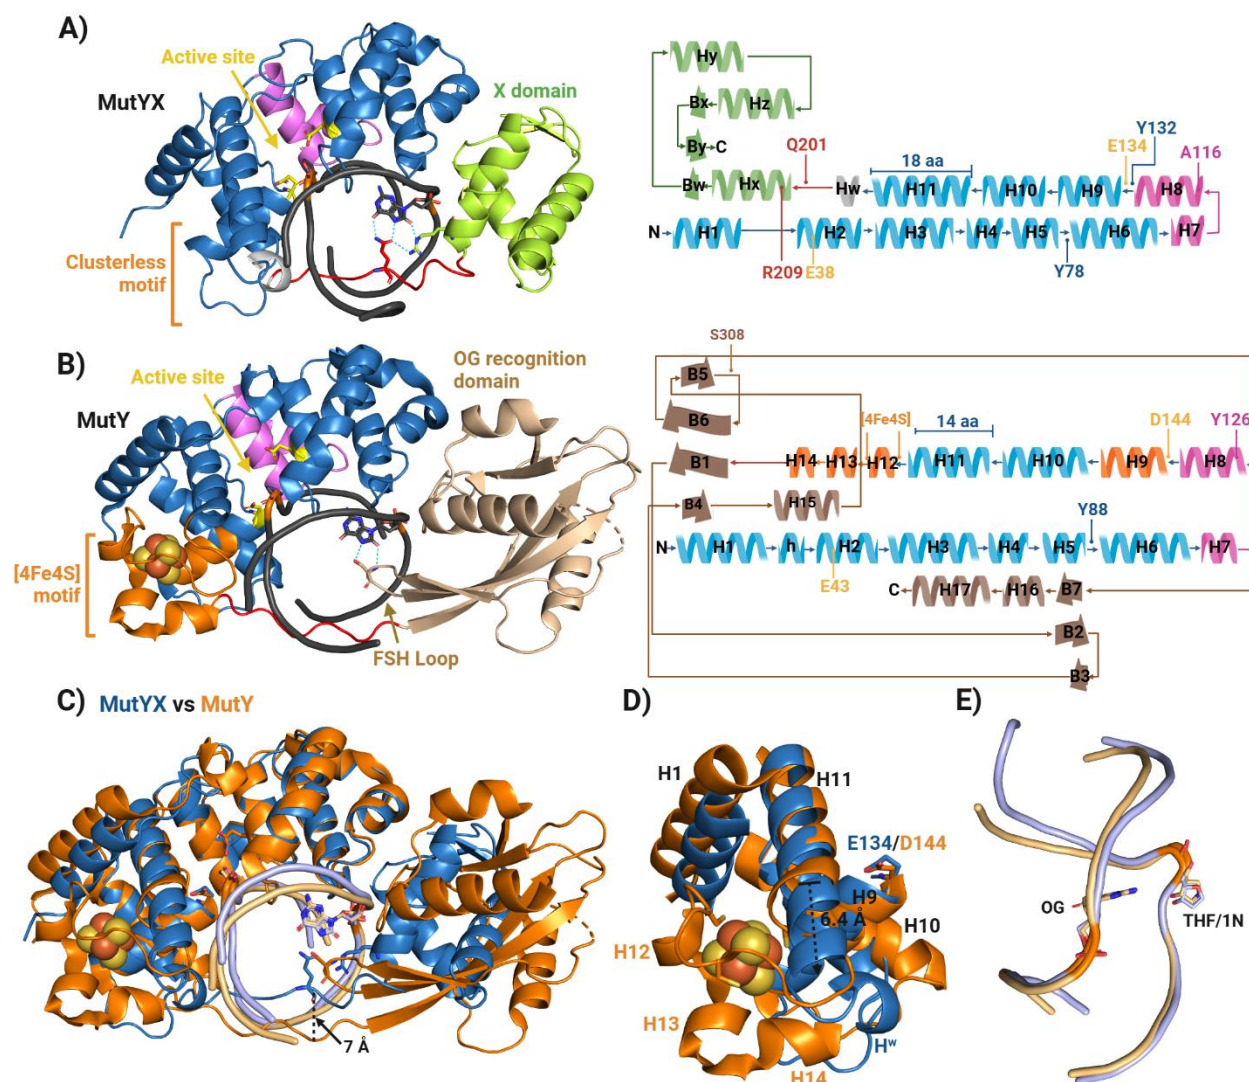 A)
Active site
MutYX
X domain
Clusterless
motif
Hy
Bx
Hz
By
C
Bw
Hx
Q201
Hw
18 aa
H11
H10
H9
E134
Y132
A116
H8
N
H1
H2
H3
H4
H5
H6
H7
R209
E38
Y78
B)
Active site
MutY
OG recognition
domain
[4Fe4S]
motif
FSH Loop
S308
B5
B6
B1
B4
[4Fe4S]
14 aa
D144
Y126
H14
H13
H12
H11
H10
H9
H8
H15
Y88
N
H1
h
H2
H3
H4
H5
H6
H7
E43
C
H17
H16
B7
B2
B3
C)
MutYX vs MutY
7 Å
D)
H1
H11
E134/D144
H9
6.4 Å
H10
H12
H13
Hʷ
H14
E)
OG
THF/1N